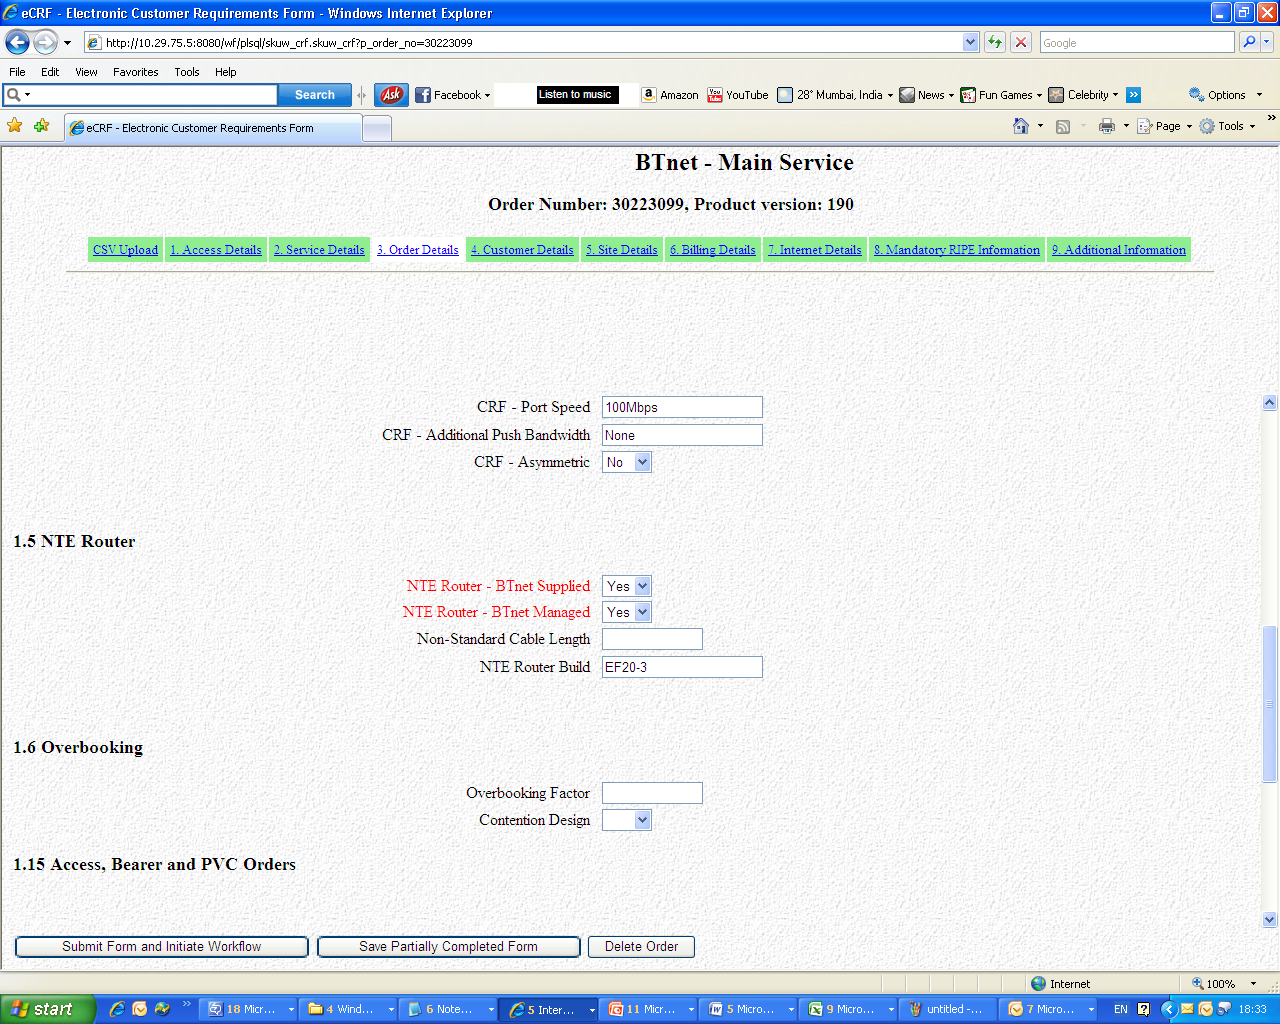 eCRF - Electronic Customer Requirements Form - Windows Internet Explorer
http://10.29.75.5:8080/wf/plsql/skuw_crf.skuw_crf?p_order_no=30223099
Google
File Edit View Favorites Tools Help
Search Ask Facebook Listen to music Amazon YouTube 28° Mumbai, India News Fun Games Celebrity Options
eCRF - Electronic Customer Requirements Form
Page Tools
BTnet - Main Service
Order Number: 30223099, Product version: 190
CSV Upload 1. Access Details 2. Service Details 3. Order Details 4. Customer Details 5. Site Details 6. Billing Details 7. Internet Details 8. Mandatory RIPE Information 9. Additional Information
CRF - Port Speed 100Mbps
CRF - Additional Push Bandwidth None
CRF - Asymmetric No
1.5 NTE Router
NTE Router - BTnet Supplied Yes
NTE Router - BTnet Managed Yes
Non-Standard Cable Length
NTE Router Build EF20-3
1.6 Overbooking
Overbooking Factor
Contention Design
1.15 Access, Bearer and PVC Orders
Submit Form and Initiate Workflow Save Partially Completed Form Delete Order
Internet 100%
start 18 Micr... 4 Wind... 6 Note... 5 Inter... 11 Micr... 5 Micro... 9 Micro... untitled -... 7 Micro... EN 18:33